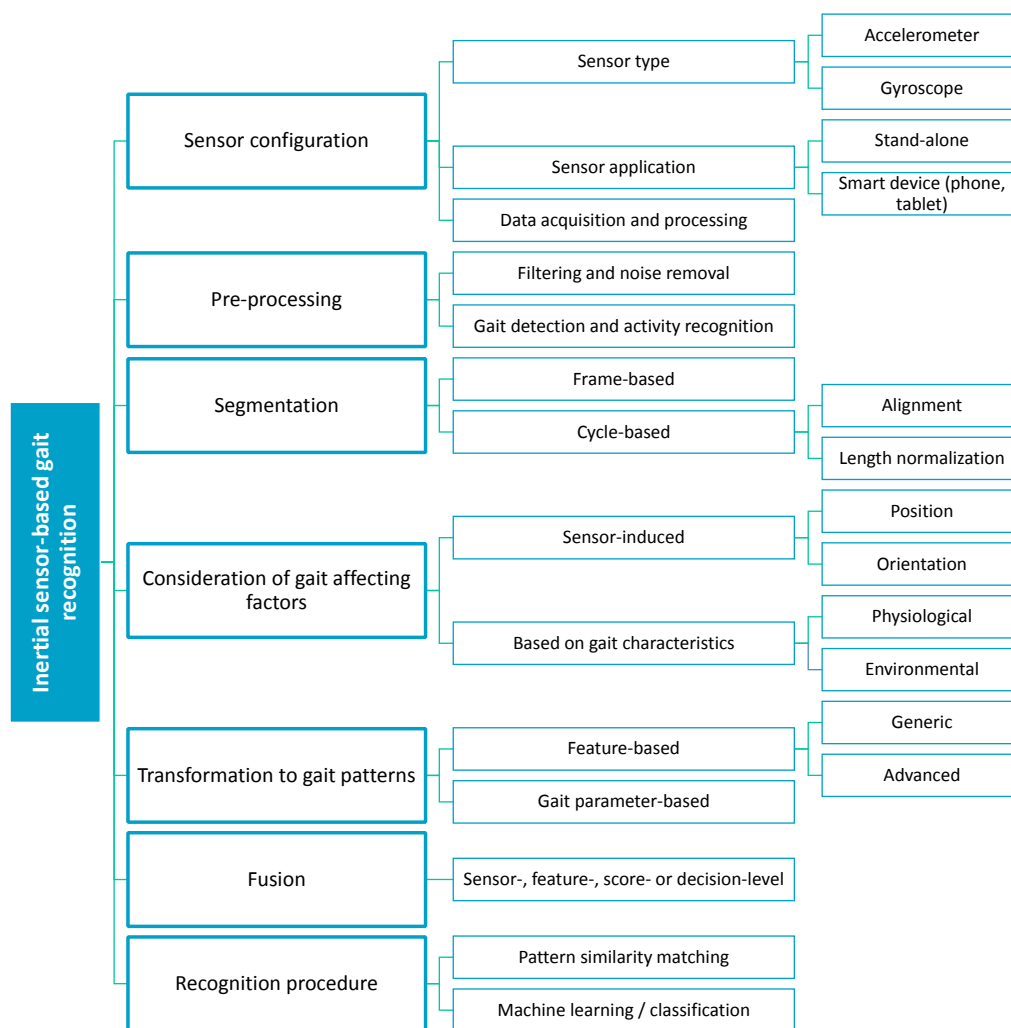 Inertial sensor-based gait
recognition
Sensor configuration
Sensor type
Accelerometer
Gyroscope
Sensor application
Stand-alone
Smart device (phone,
tablet)
Data acquisition and processing
Pre-processing
Filtering and noise removal
Gait detection and activity recognition
Segmentation
Frame-based
Cycle-based
Alignment
Length normalization
Consideration of gait affecting
factors
Sensor-induced
Position
Orientation
Based on gait characteristics
Physiological
Environmental
Transformation to gait patterns
Feature-based
Generic
Advanced
Gait parameter-based
Fusion
Sensor-, feature-, score- or decision-level
Recognition procedure
Pattern similarity matching
Machine learning / classification